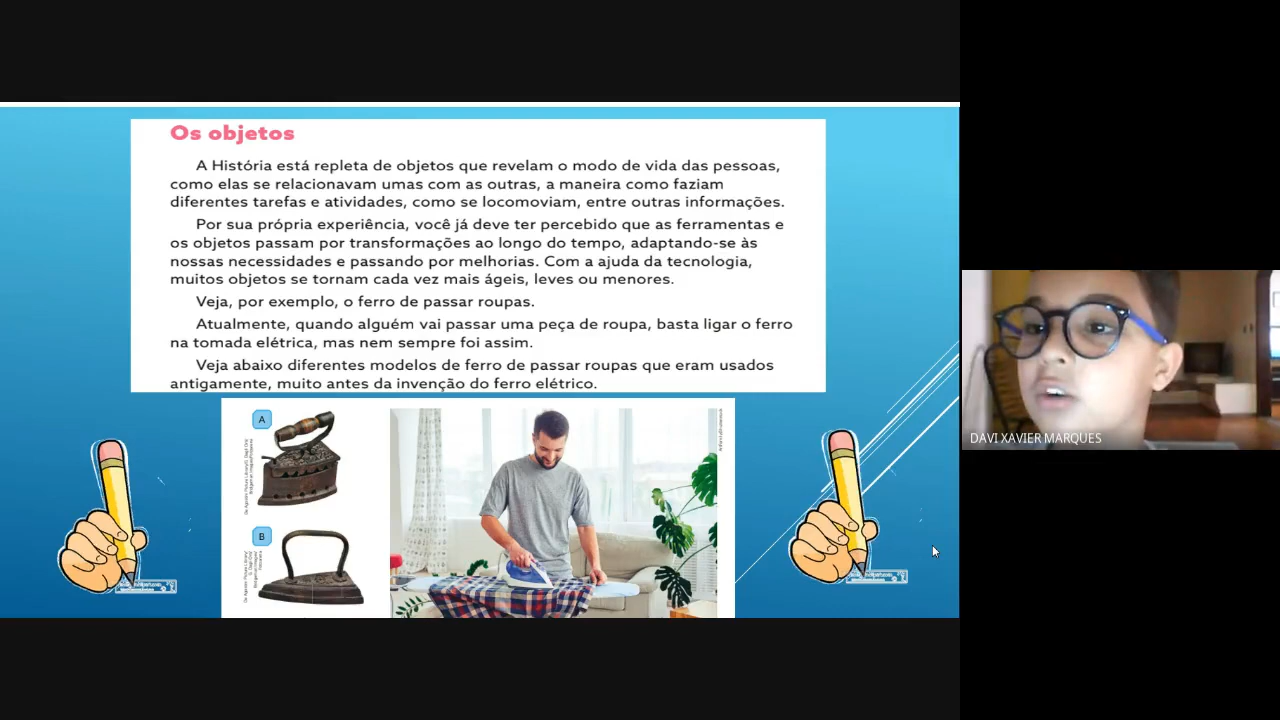 Os objetos
A História está repleta de objetos que revelam o modo de vida das pessoas,
como elas se relacionavam umas com as outras, a maneira como faziam
diferentes tarefas e atividades, como se locomoviam, entre outras informações.
Por sua própria experiência, você já deve ter percebido que as ferramentas e
os objetos passam por transformações ao longo do tempo, adaptando-se às
nossas necessidades e passando por melhorias. Com a ajuda da tecnologia,
muitos objetos se tornam cada vez mais ágeis, leves ou menores.
Veja, por exemplo, o ferro de passar roupas.
Atualmente, quando alguém vai passar uma peça de roupa, basta ligar o ferro
na tomada elétrica, mas nem sempre foi assim.
Veja abaixo diferentes modelos de ferro de passar roupas que eram usados
antigamente, muito antes da invenção do ferro elétrico.
A
B
DAVI XAVIER MARQUES